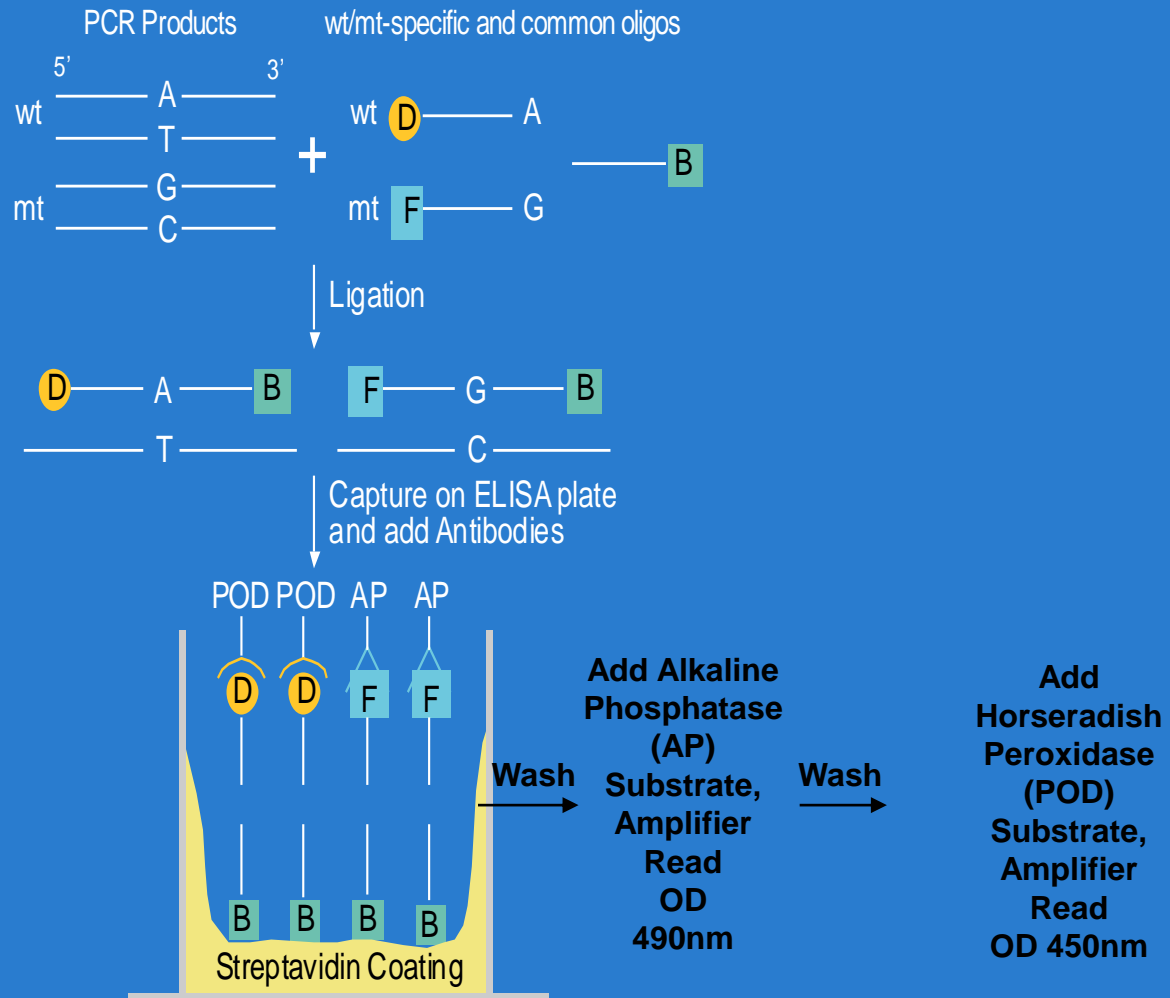 PCR Products
wt/mt-specific and common oligos
5’ 3’
wt
A
T
mt
G
C
+
wt D A
B
mt F G
Ligation
D A B
T
F G B
C
Capture on ELISA plate
and add Antibodies
POD POD AP AP
D D F F
B B B B
Streptavidin Coating
Wash
Add Alkaline
Phosphatase
(AP)
Substrate,
Amplifier
Read
OD
490nm
Wash
Add
Horseradish
Peroxidase
(POD)
Substrate,
Amplifier
Read
OD 450nm